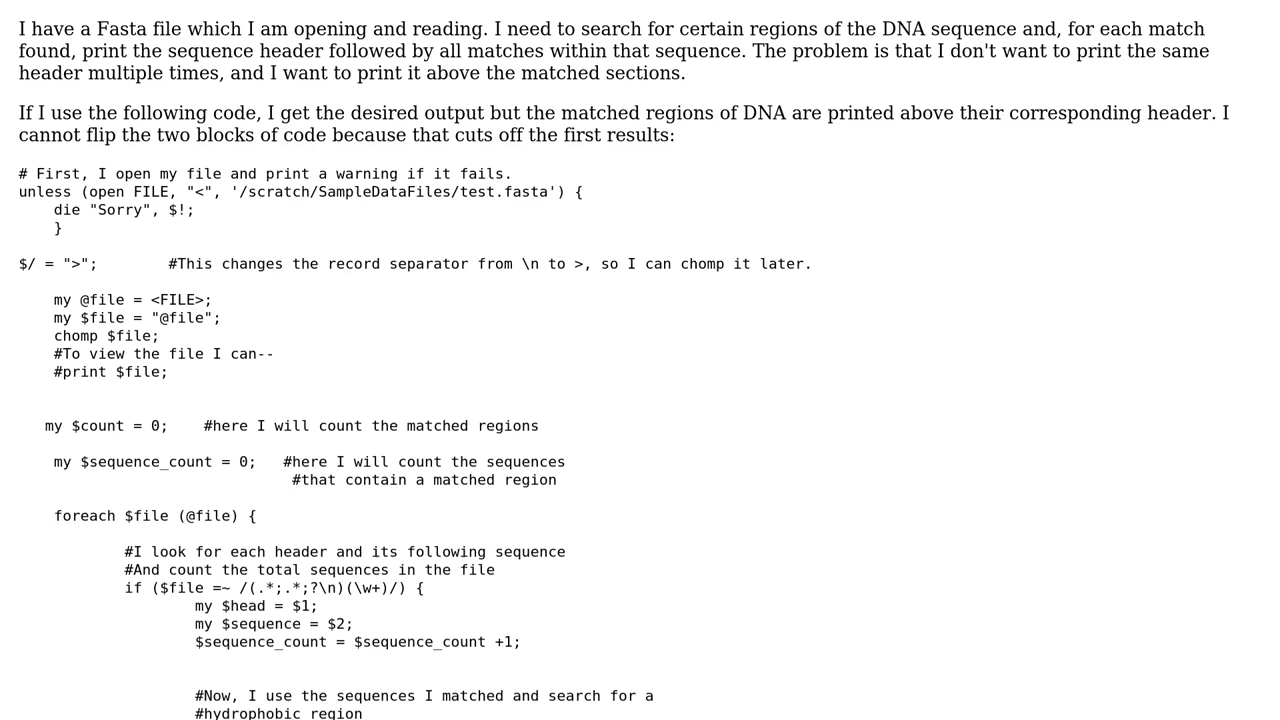 I have a Fasta file which I am opening and reading. I need to search for certain regions of the DNA sequence and, for each match
found, print the sequence header followed by all matches within that sequence. The problem is that I don't want to print the same
header multiple times, and I want to print it above the matched sections.
If I use the following code, I get the desired output but the matched regions of DNA are printed above their corresponding header. I
cannot flip the two blocks of code because that cuts off the first results:
# First, I open my file and print a warning if it fails.
unless (open FILE, "<", '/scratch/SampleDataFiles/test.fasta') {
    die "Sorry", $!;
    }
$/ = ">";        #This changes the record separator from \n to >, so I can chomp it later.
    my @file = <FILE>;
    my $file = "@file";
    chomp $file;
    #To view the file I can--
    #print $file;
   my $count = 0;    #here I will count the matched regions
    my $sequence_count = 0;   #here I will count the sequences
                               #that contain a matched region
    foreach $file (@file) {
            #I look for each header and its following sequence
            #And count the total sequences in the file
            if ($file =~ /(.*;.*;?\n)(\w+)/) {
                    my $head = $1;
                    my $sequence = $2;
                    $sequence_count = $sequence_count +1;
                    #Now, I use the sequences I matched and search for a
                    #hydrophobic region